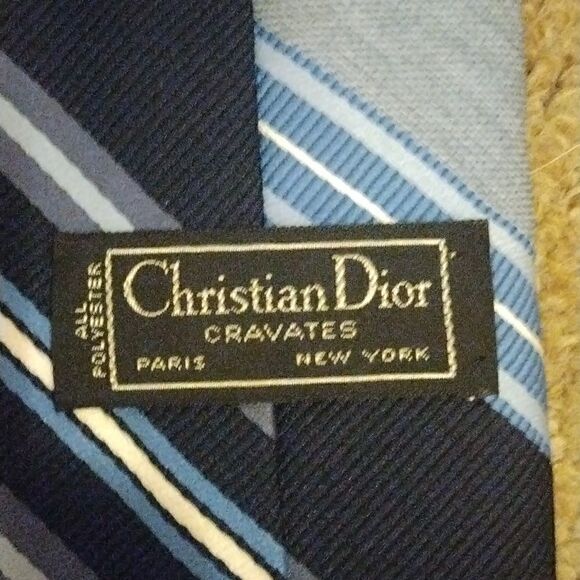 ALL
POLYESTER
Christian Dior
CRAVATES
PARIS NEW YORK